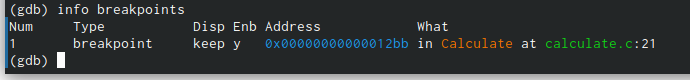 (gdb) info breakpoints
Num     Type           Disp Enb Address            What
1       breakpoint     keep y   0x00000000000012bb in Calculate at calculate.c:21
(gdb)